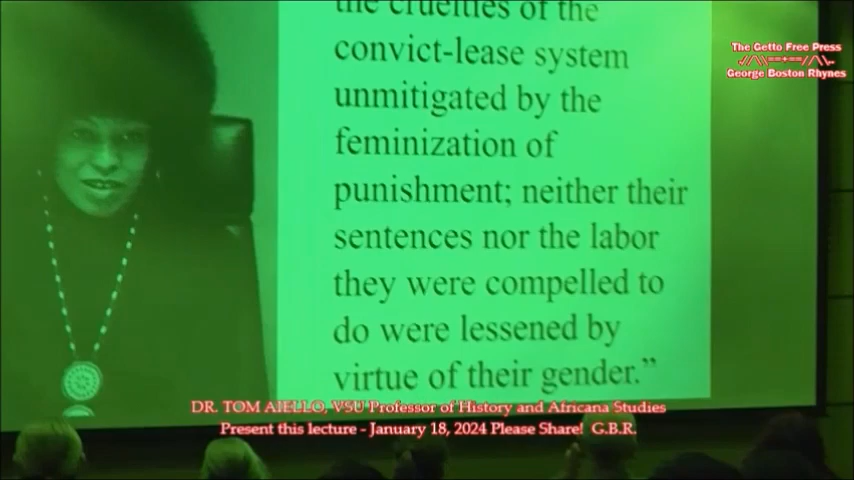 the cruelties of the
convict-lease system
unmitigated by the
feminization of
punishment; neither their
sentences nor the labor
they were compelled to
do were lessened by
virtue of their gender.”
The Getto Free Press
George Boston Rhynes
DR. TOM AIELLO, VSU Professor of History and Africana Studies
Present this lecture - January 18, 2024 Please Share! G.B.R.